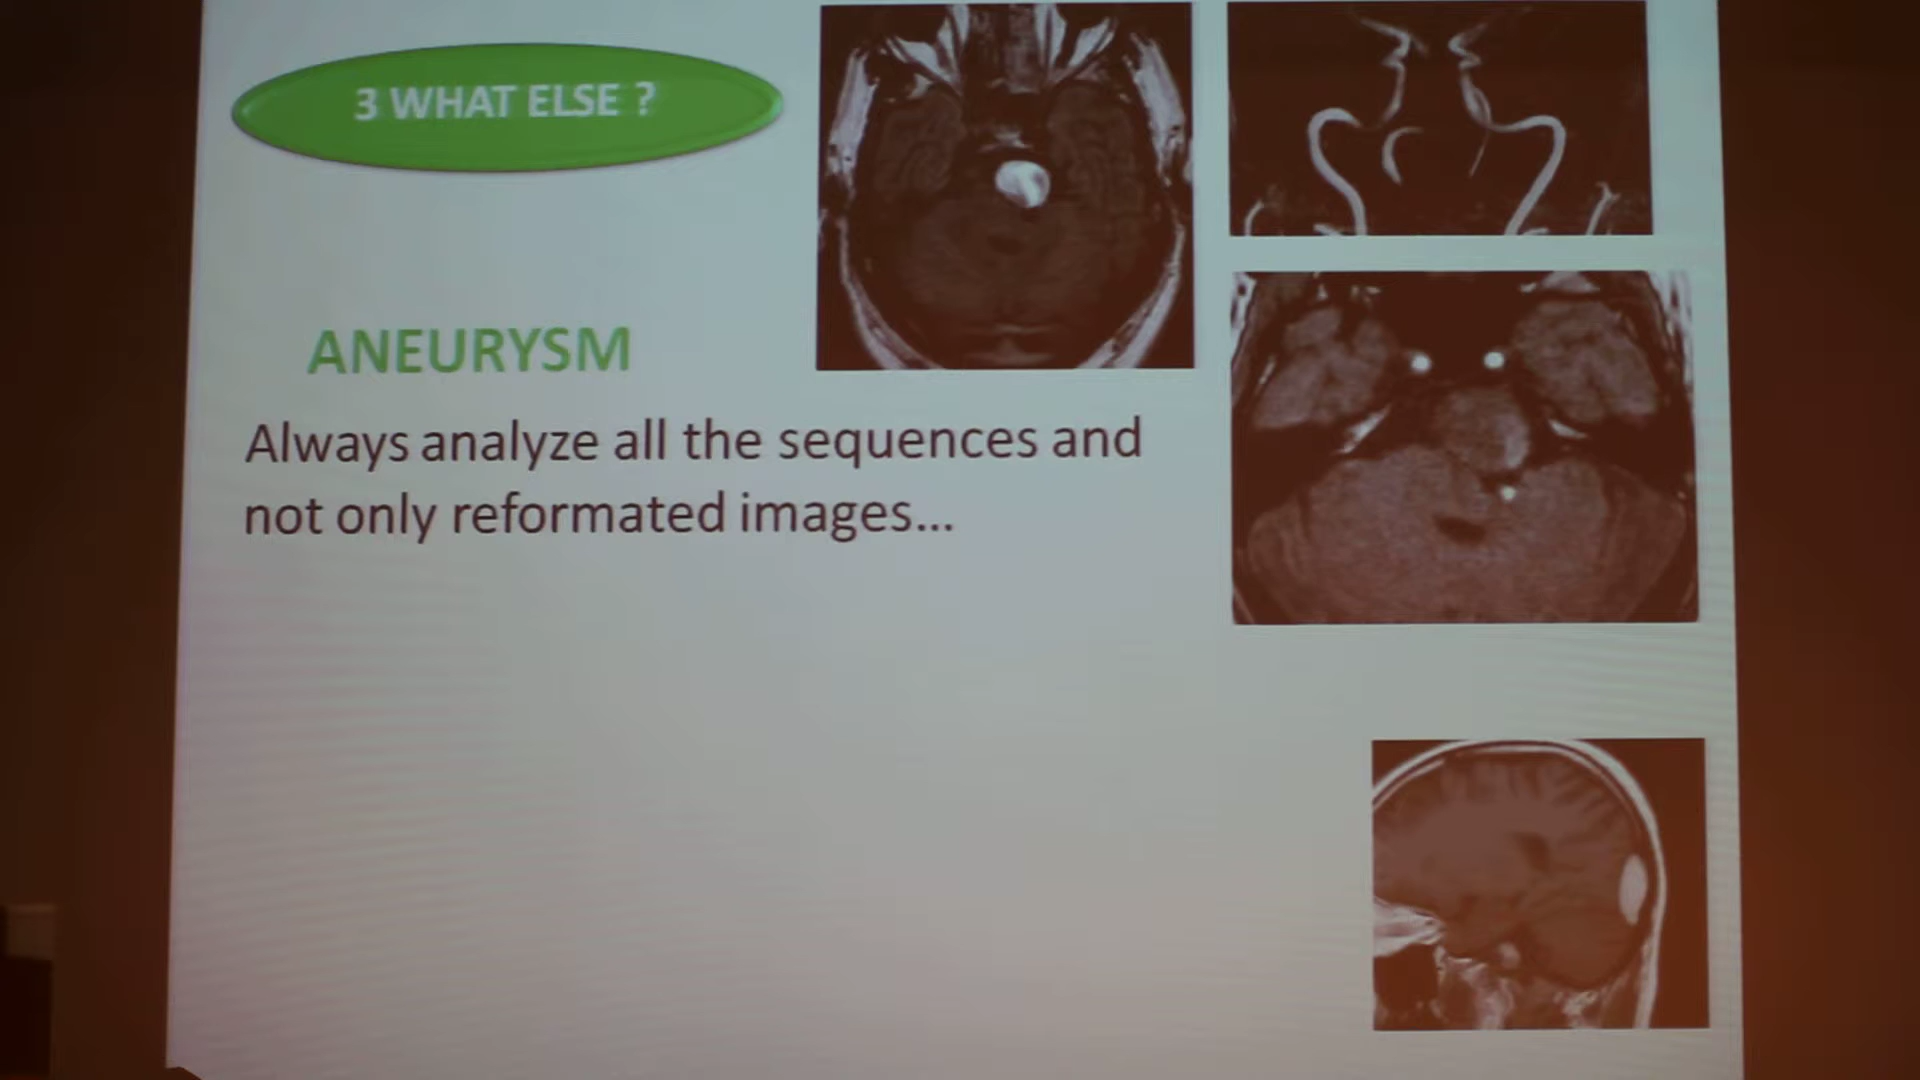 3 WHAT ELSE ?
ANEURYSM
Always analyze all the sequences and
not only reformated images...